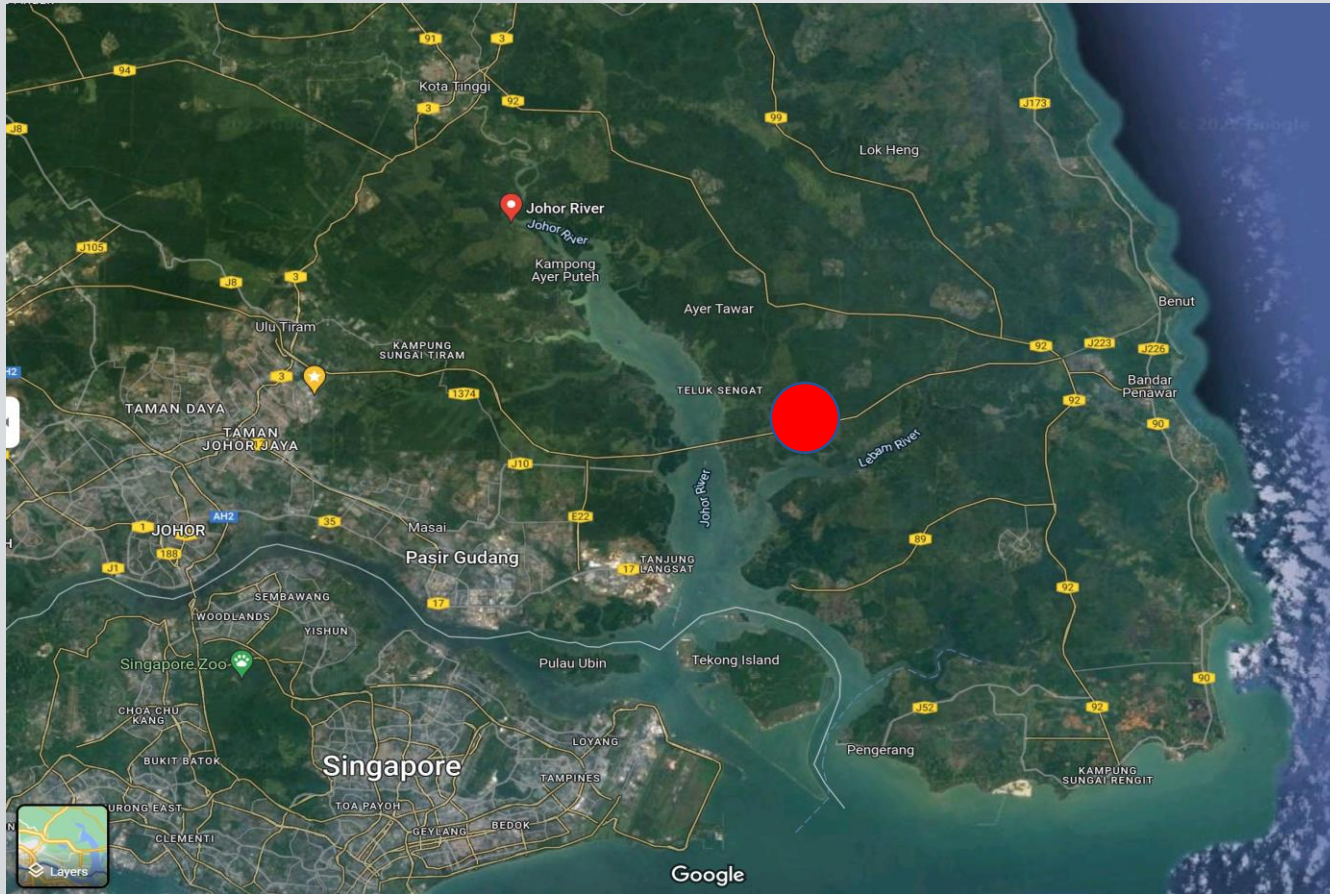 91
3
94
Kota Tinggi
3
92
J173
99
J8
Lok Heng
Johor River
Johor River
J105
Kampong
Ayer Puteh
3
J8
Benut
Ayer Tawar
Ulu Tiram
KAMPUNG
SUNGAI TIRAM
92
J223
J226
H2
3
1374
TELUK SENGAT
Bandar
Penawar
92
TAMAN DAYA
90
TAMAN
JOHOR JAYA
J10
Lebam River
Johor River
AH2
35
E22
1
JOHOR
Masai
188
89
Pasir Gudang
TANJUNG
LANGSAT
17
J1
92
SEMBAWANG
17
WOODLANDS
YISHUN
Singapore Zoo
Pulau Ubin
Tekong Island
90
CHOA CHU
KANG
J52
92
LOYANG
Pengerang
BUKIT BATOK
Singapore
TAMPINES
KAMPUNG
SUNGAI RENGIT
TOA PAYOH
URONG EAST
BEDOK
GEYLANG
CLEMENTI
Layers
Google